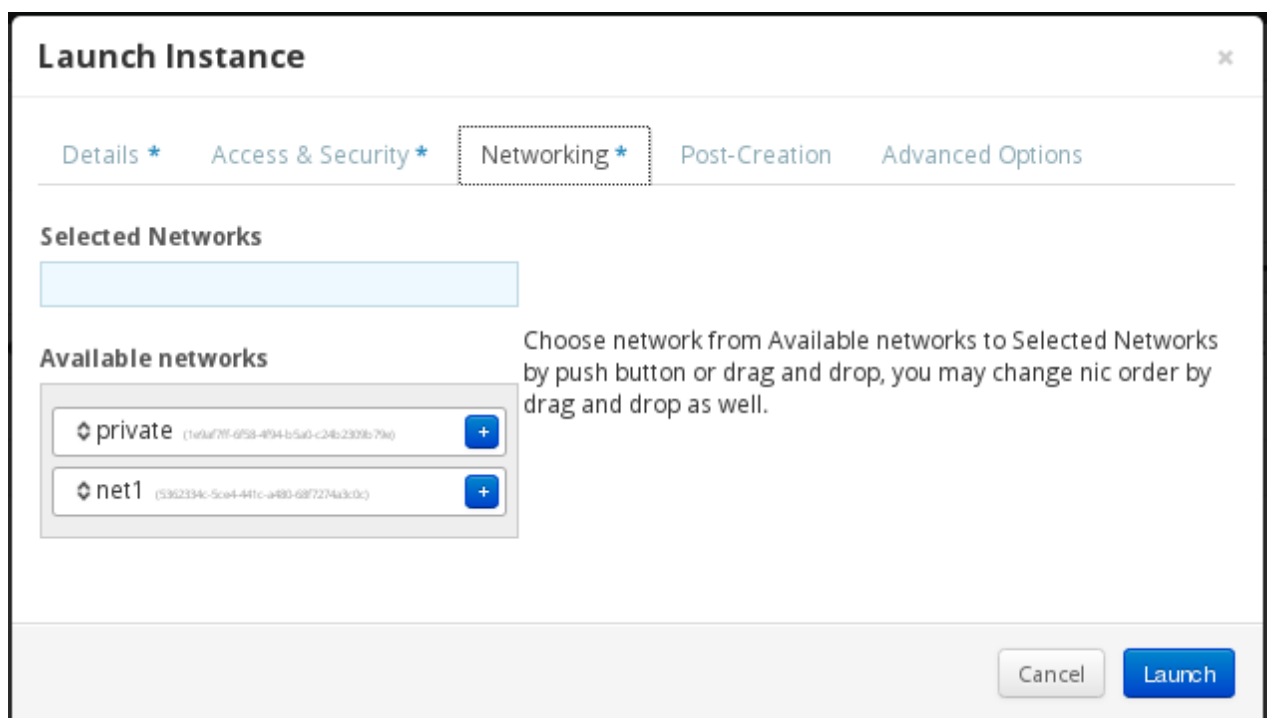 Launch Instance ×
Details * Access & Security * Networking * Post-Creation Advanced Options
Selected Networks
Available networks
private
+
net1
+
Choose network from Available networks to Selected Networks
by push button or drag and drop, you may change nic order by
drag and drop as well.
Cancel Launch